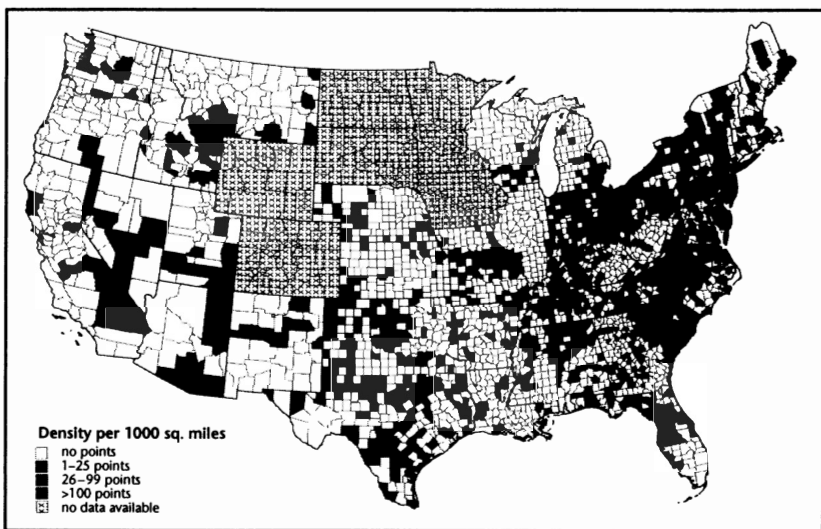 Density per 1000 sq. miles
no points
1–25 points
26–99 points
>100 points
no data available